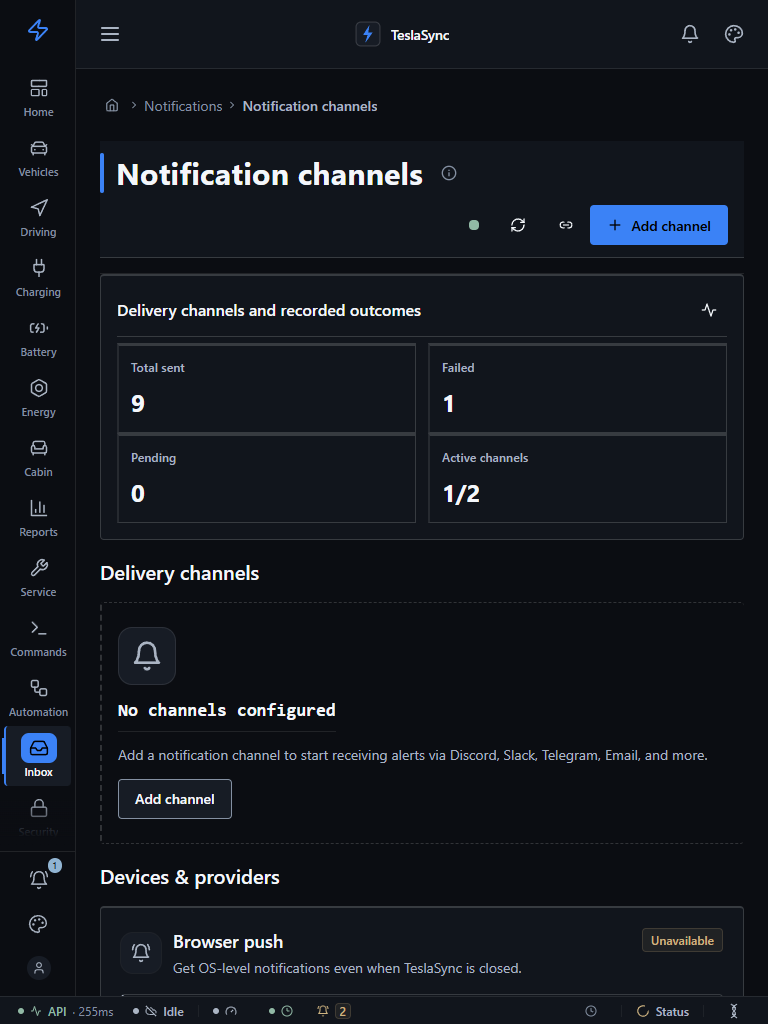 TeslaSync
Home
Vehicles
Driving
Charging
Battery
Energy
Cabin
Reports
Service
Commands
Automation
Inbox
Security
1
Notifications
Notification channels
Notification channels
Add channel
Delivery channels and recorded outcomes
Total sent
9
Failed
1
Pending
0
Active channels
1/2
Delivery channels
No channels configured
Add a notification channel to start receiving alerts via Discord, Slack, Telegram, Email, and more.
Add channel
Devices & providers
Browser push
Unavailable
Get OS-level notifications even when TeslaSync is closed.
API · 255ms
Idle
2
Status